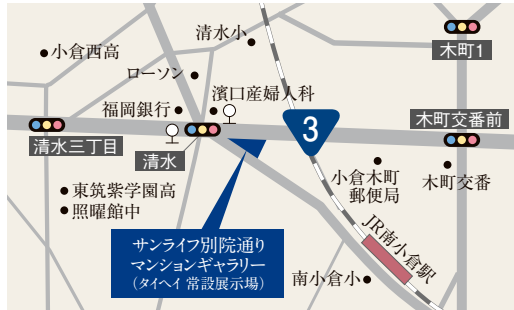 清水小
木町1
小倉西高
ローソン
福岡銀行
濱口産婦人科
3
木町交番前
清水三丁目
清水
小倉木町
郵便局
木町交番
東筑紫学園高
照曜館中
JR南小倉駅
サンライフ別院通り
マンションギャラリー
（タイヘイ 常設展示場）
南小倉小